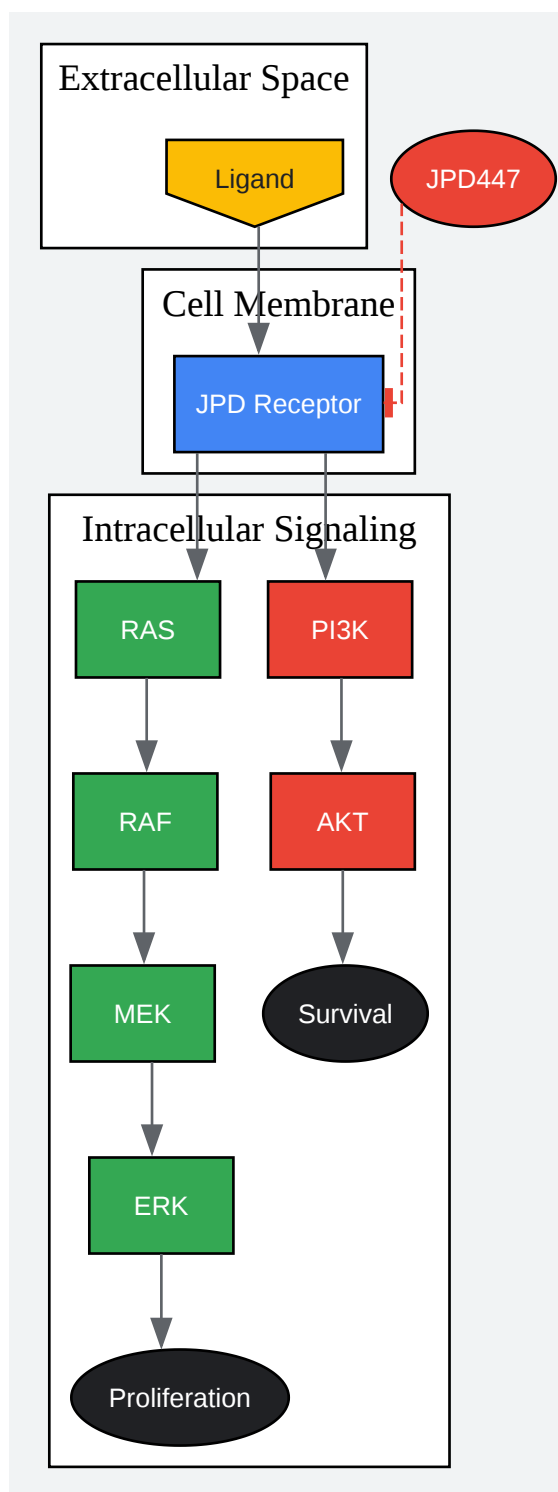 Extracellular Space
Ligand
JPD447
Cell Membrane
JPD Receptor
Intracellular Signaling
RAS
PI3K
RAF
AKT
MEK
Survival
ERK
Proliferation